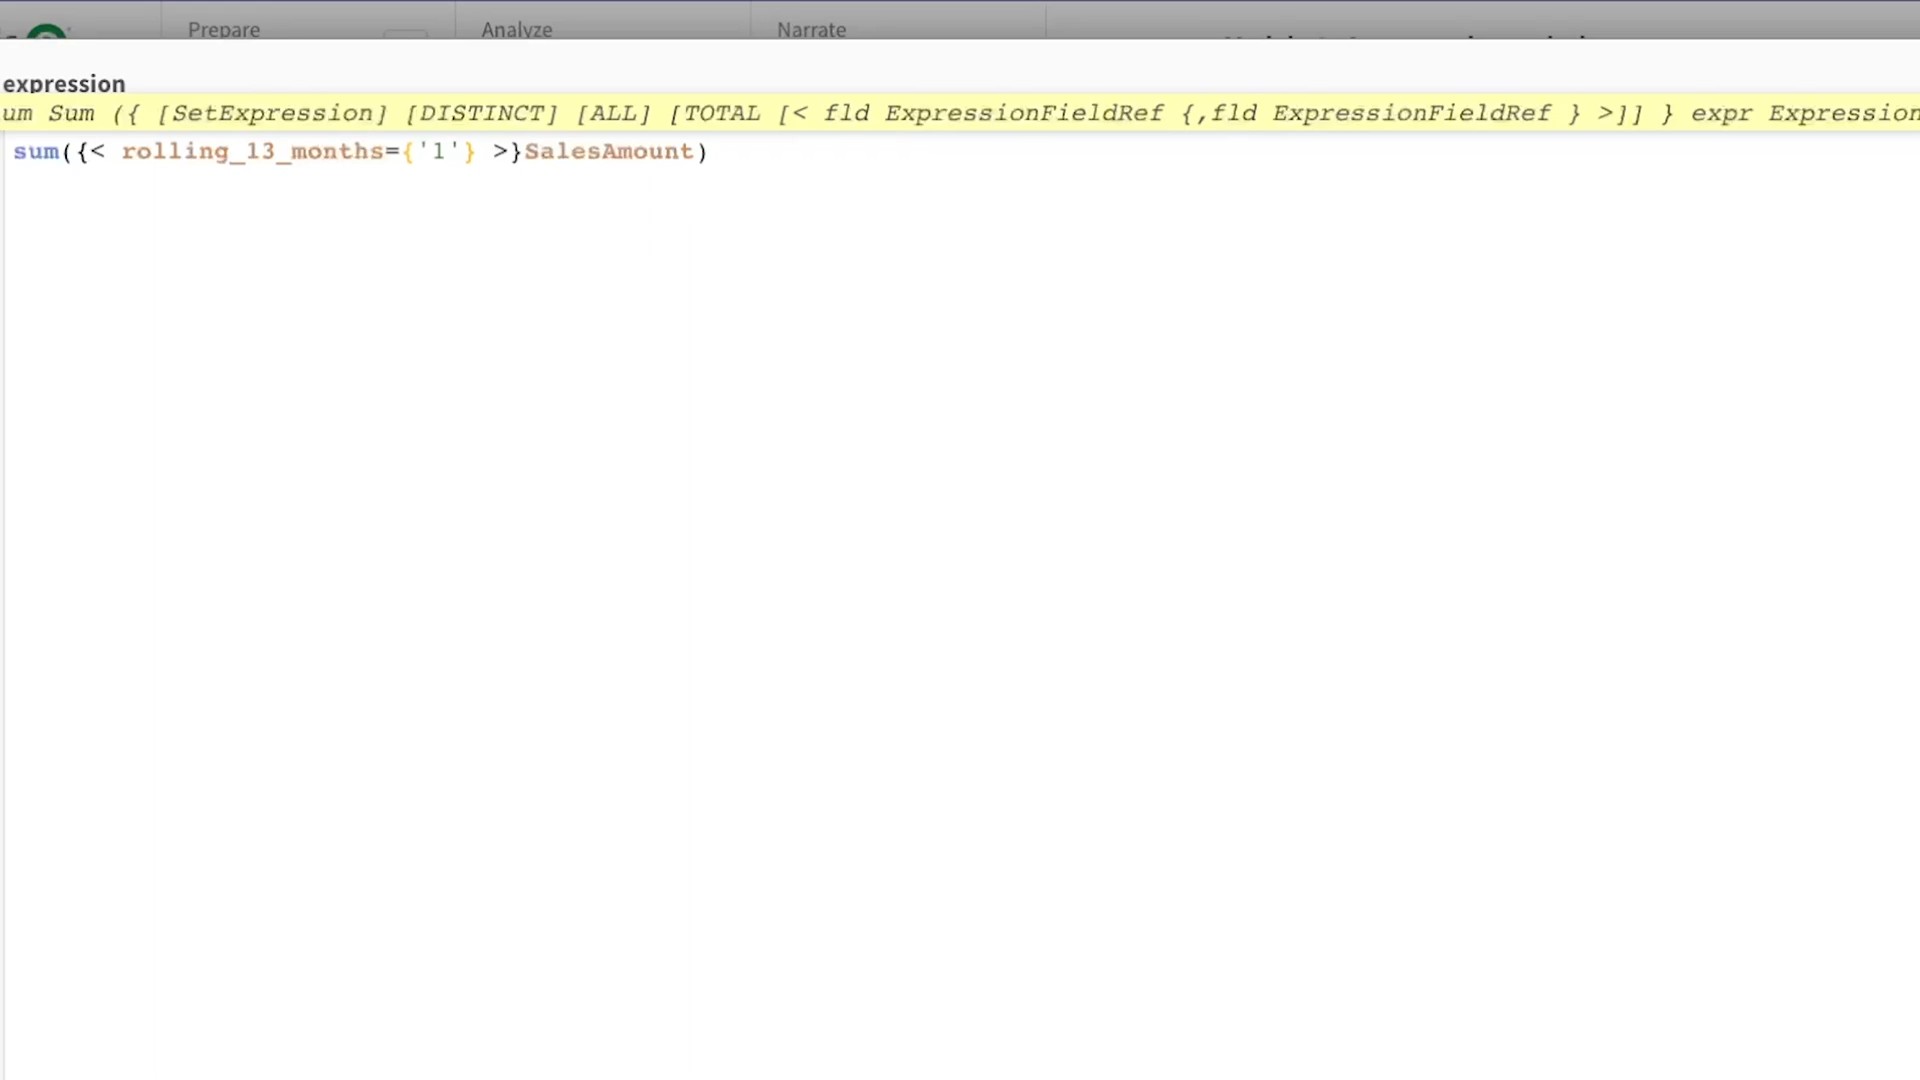 Prepare Analyze Narrate
expression
um Sum ({ [SetExpression] [DISTINCT] [ALL] [TOTAL [< fld ExpressionFieldRef {,fld ExpressionFieldRef } >]] } expr Expression
sum({< rolling_13_months={'1'} >}SalesAmount)